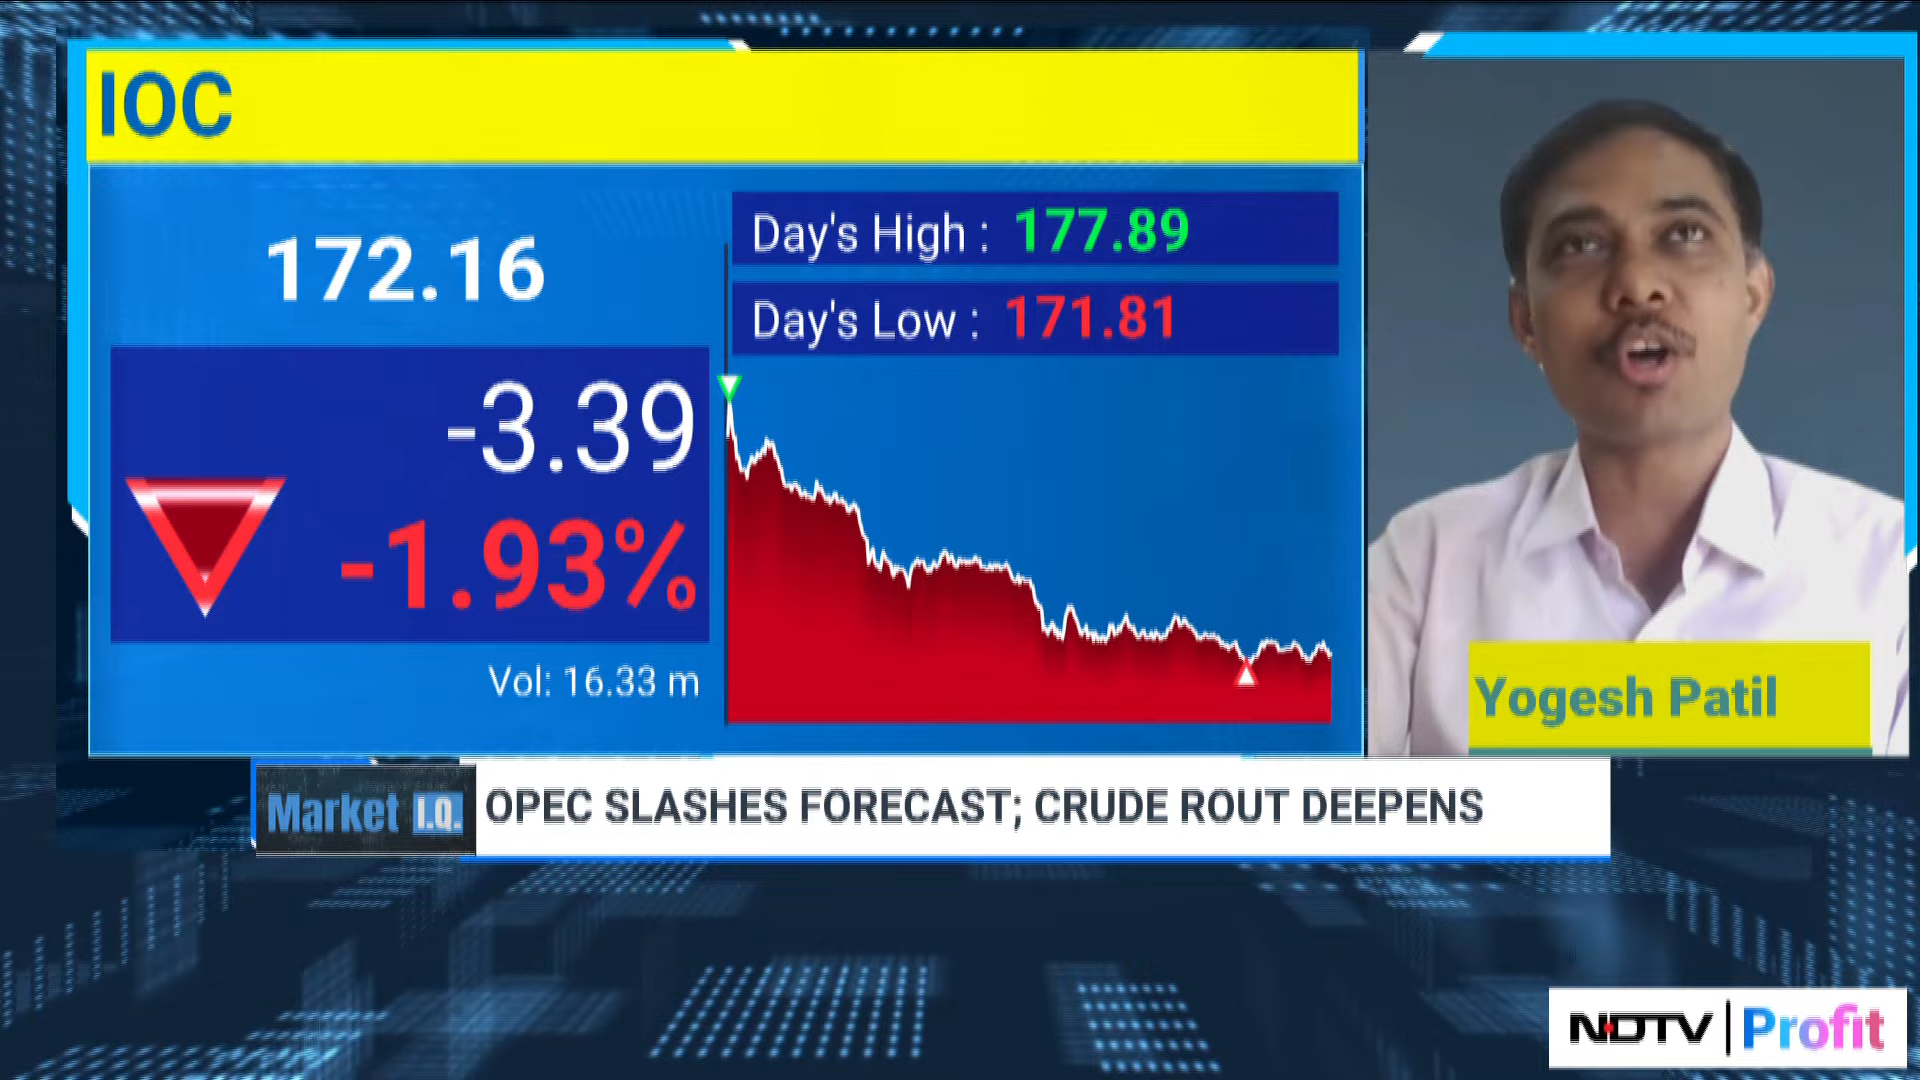 IOC
172.16
Day's High : 177.89
Day's Low : 171.81
-3.39
-1.93%
Vol: 16.33 m
Yogesh Patil
Market I.Q.
OPEC SLASHES FORECAST; CRUDE ROUT DEEPENS
NDTV | Profit